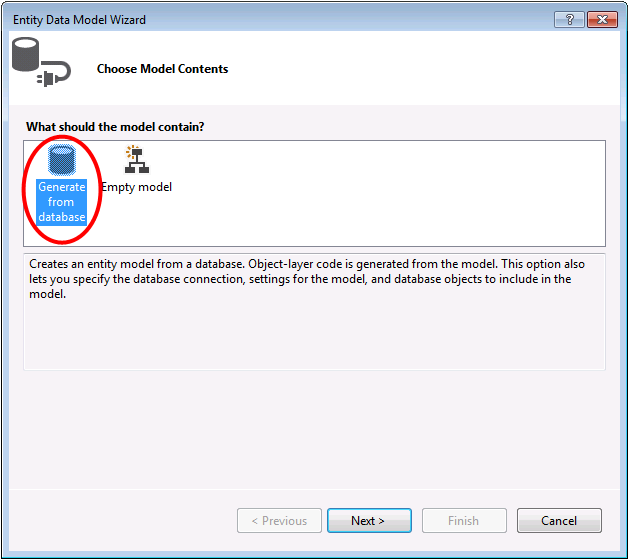 Entity Data Model Wizard
?
Choose Model Contents
What should the model contain?
Generate
from
database
Empty model
Creates an entity model from a database. Object-layer code is generated from the model. This option also
lets you specify the database connection, settings for the model, and database objects to include in the
model.
< Previous
Next >
Finish
Cancel